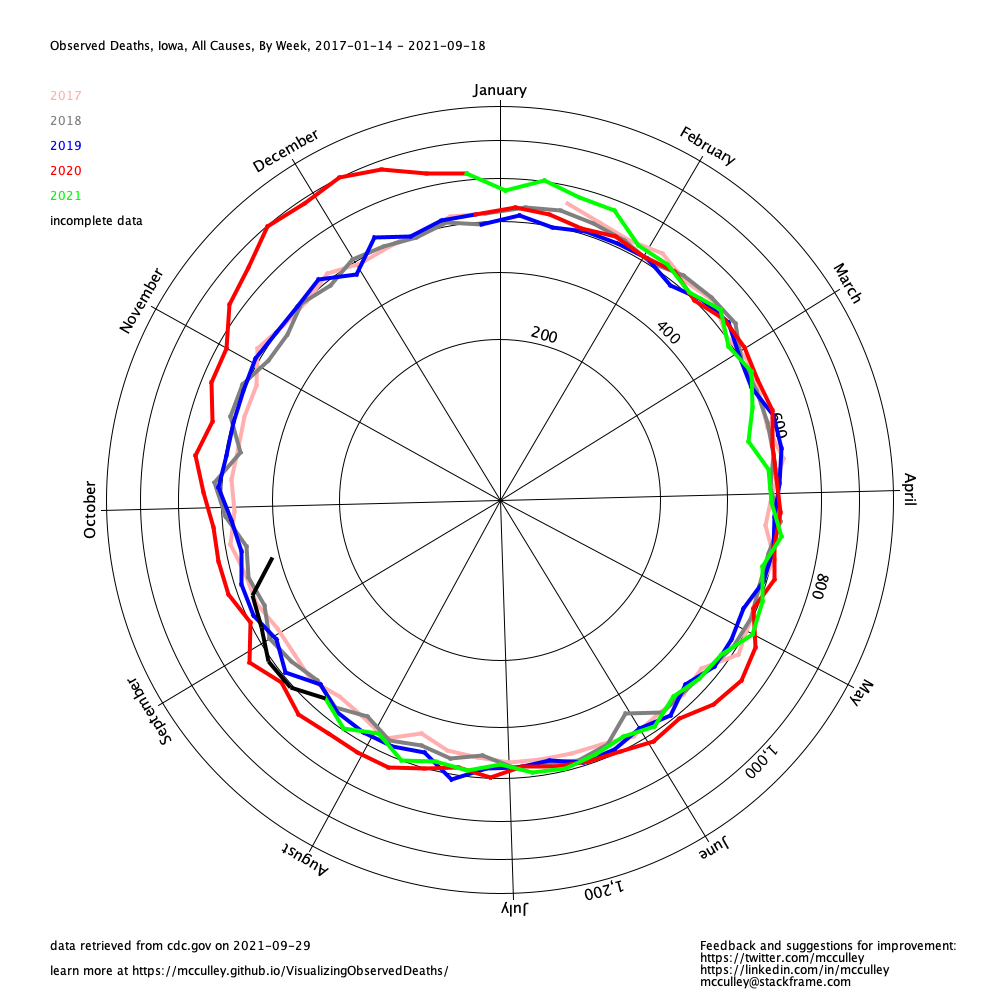 Observed Deaths, Iowa, All Causes, By Week, 2017-01-14 - 2021-09-18
January
2017
2018
2019
2020
2021
incomplete data
December
February
November
March
200
400
600
October
April
800
September
May
1,000
August
June
1,200
July
data retrieved from cdc.gov on 2021-09-29
learn more at https://mcculley.github.io/VisualizingObservedDeaths/
Feedback and suggestions for improvement:
https://twitter.com/mcculley
https://linkedin.com/in/mcculley
mcculley@stackframe.com